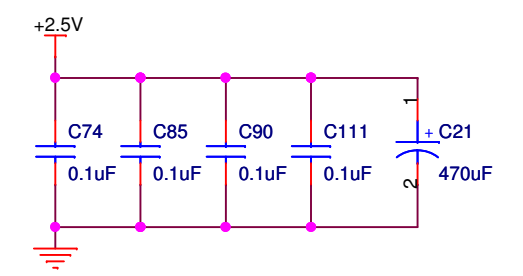 +2.5V
1
C74 C85 C90 C111 + C21
0.1uF 0.1uF 0.1uF 0.1uF 470uF
2